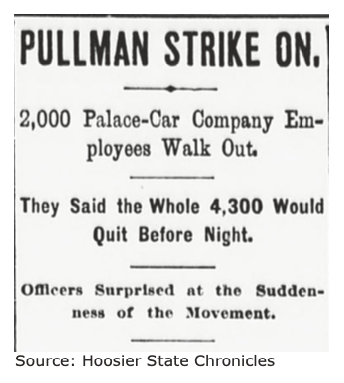 PULLMAN STRIKE ON.
2,000 Palace-Car Company Em-
ployees Walk Out.
They Said the Whole 4,300 Would
Quit Before Night.
Officers Surprised at the Sudden-
ness of the Movement.
Source: Hoosier State Chronicles